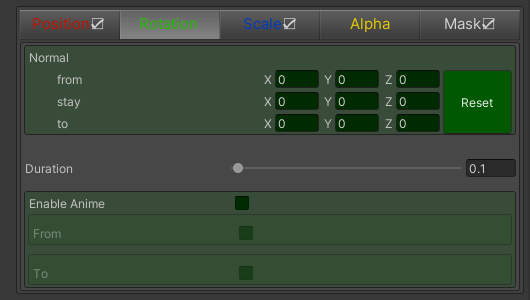 Position Rotation Scale Alpha Mask
Normal
from X 0 Y 0 Z 0
stay X 0 Y 0 Z 0
to X 0 Y 0 Z 0
Reset
Duration 0.1
Enable Anime
From
To